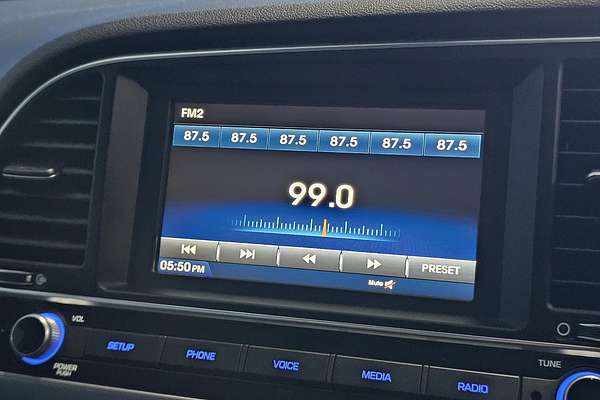 FM2
87.5 87.5 87.5 87.5 87.5 87.5
99.0
PRESET
05:50 PM
Mute
VOL
POWER
PUSH
SETUP
PHONE
VOICE
MEDIA
RADIO
TUNE